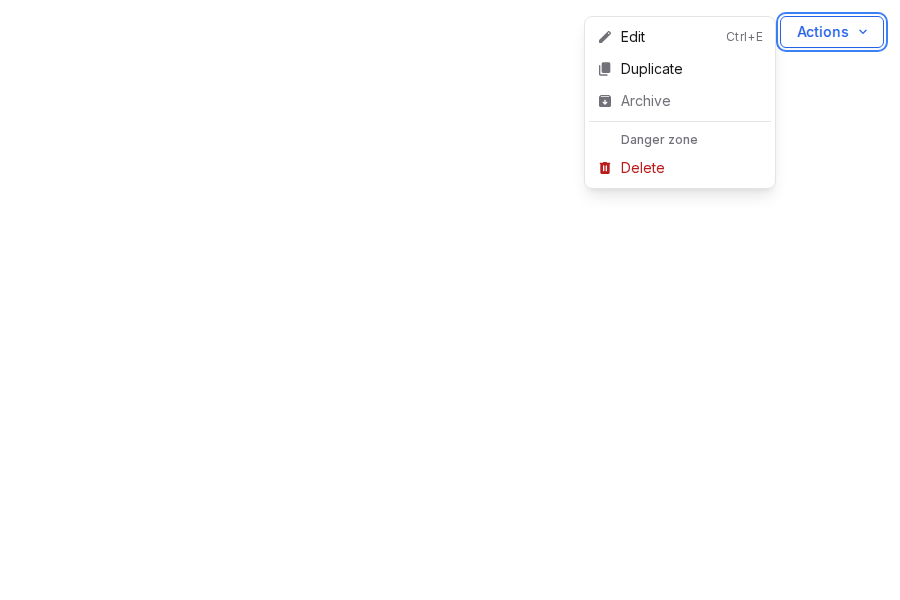 Actions
Edit Ctrl+E
Duplicate
Archive
Danger zone
Delete